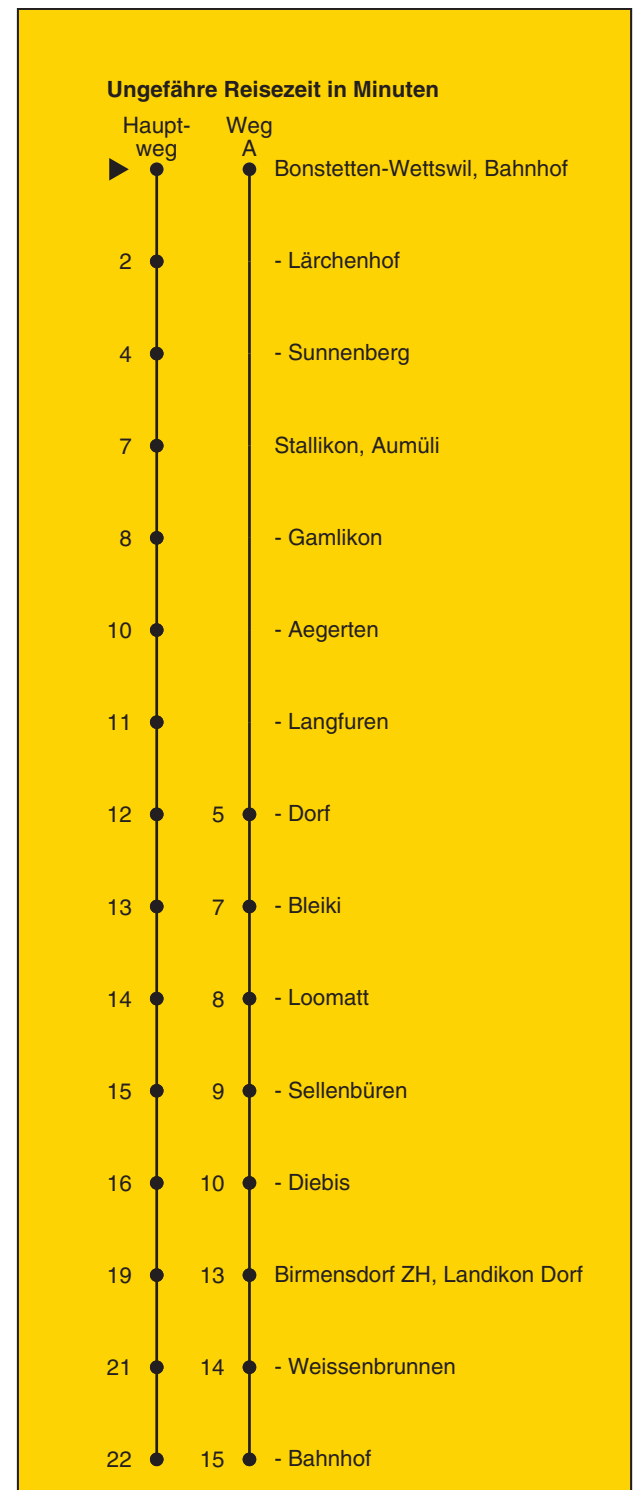 Ungefähre Reisezeit in Minuten
Haupt- Weg
weg A
Bonstetten-Wettswil, Bahnhof
2 - Lärchenhof
4 - Sunnenberg
7 Stallikon, Aumüli
8 - Gamlikon
10 - Aegerten
11 - Langfuren
12 5 - Dorf
13 7 - Bleiki
14 8 - Loomatt
15 9 - Sellenbüren
16 10 - Diebis
19 13 Birmensdorf ZH, Landikon Dorf
21 14 - Weissenbrunnen
22 15 - Bahnhof